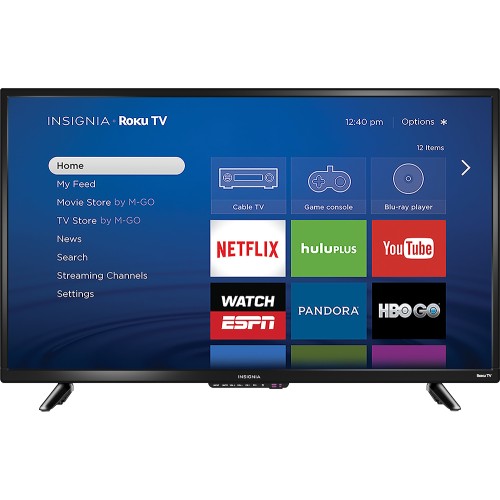 INSIGNIA • Roku TV
12:40 pm
Options ✱
12 Items
Home
My Feed
Movie Store by M-GO
TV Store by M-GO
News
Search
Streaming Channels
Settings
Cable TV
Game console
Blu-ray player
NETFLIX
huluPLUS
YouTube
WATCH
ESPN
PANDORA
HBO GO
INSIGNIA
Roku TV